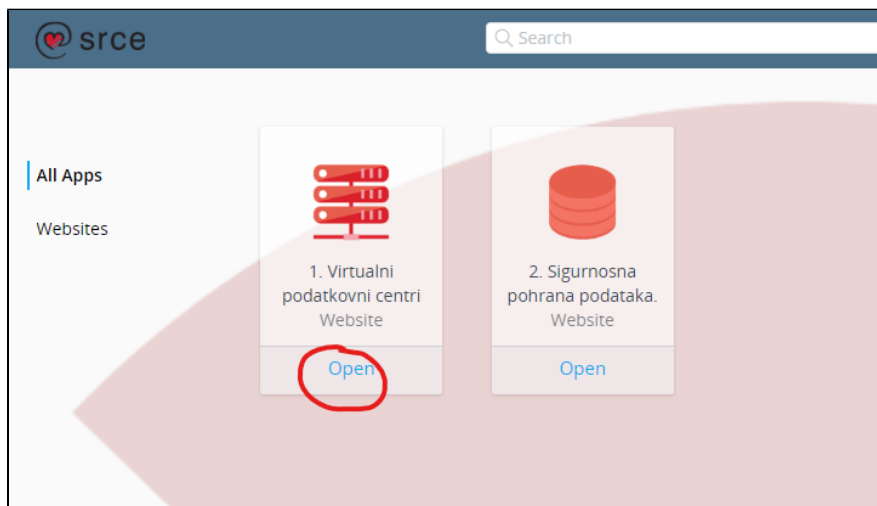 srce
Search
All Apps
Websites
1. Virtualni
podatkovni centri
Website
Open
2. Sigurnosna
pohrana podataka.
Website
Open